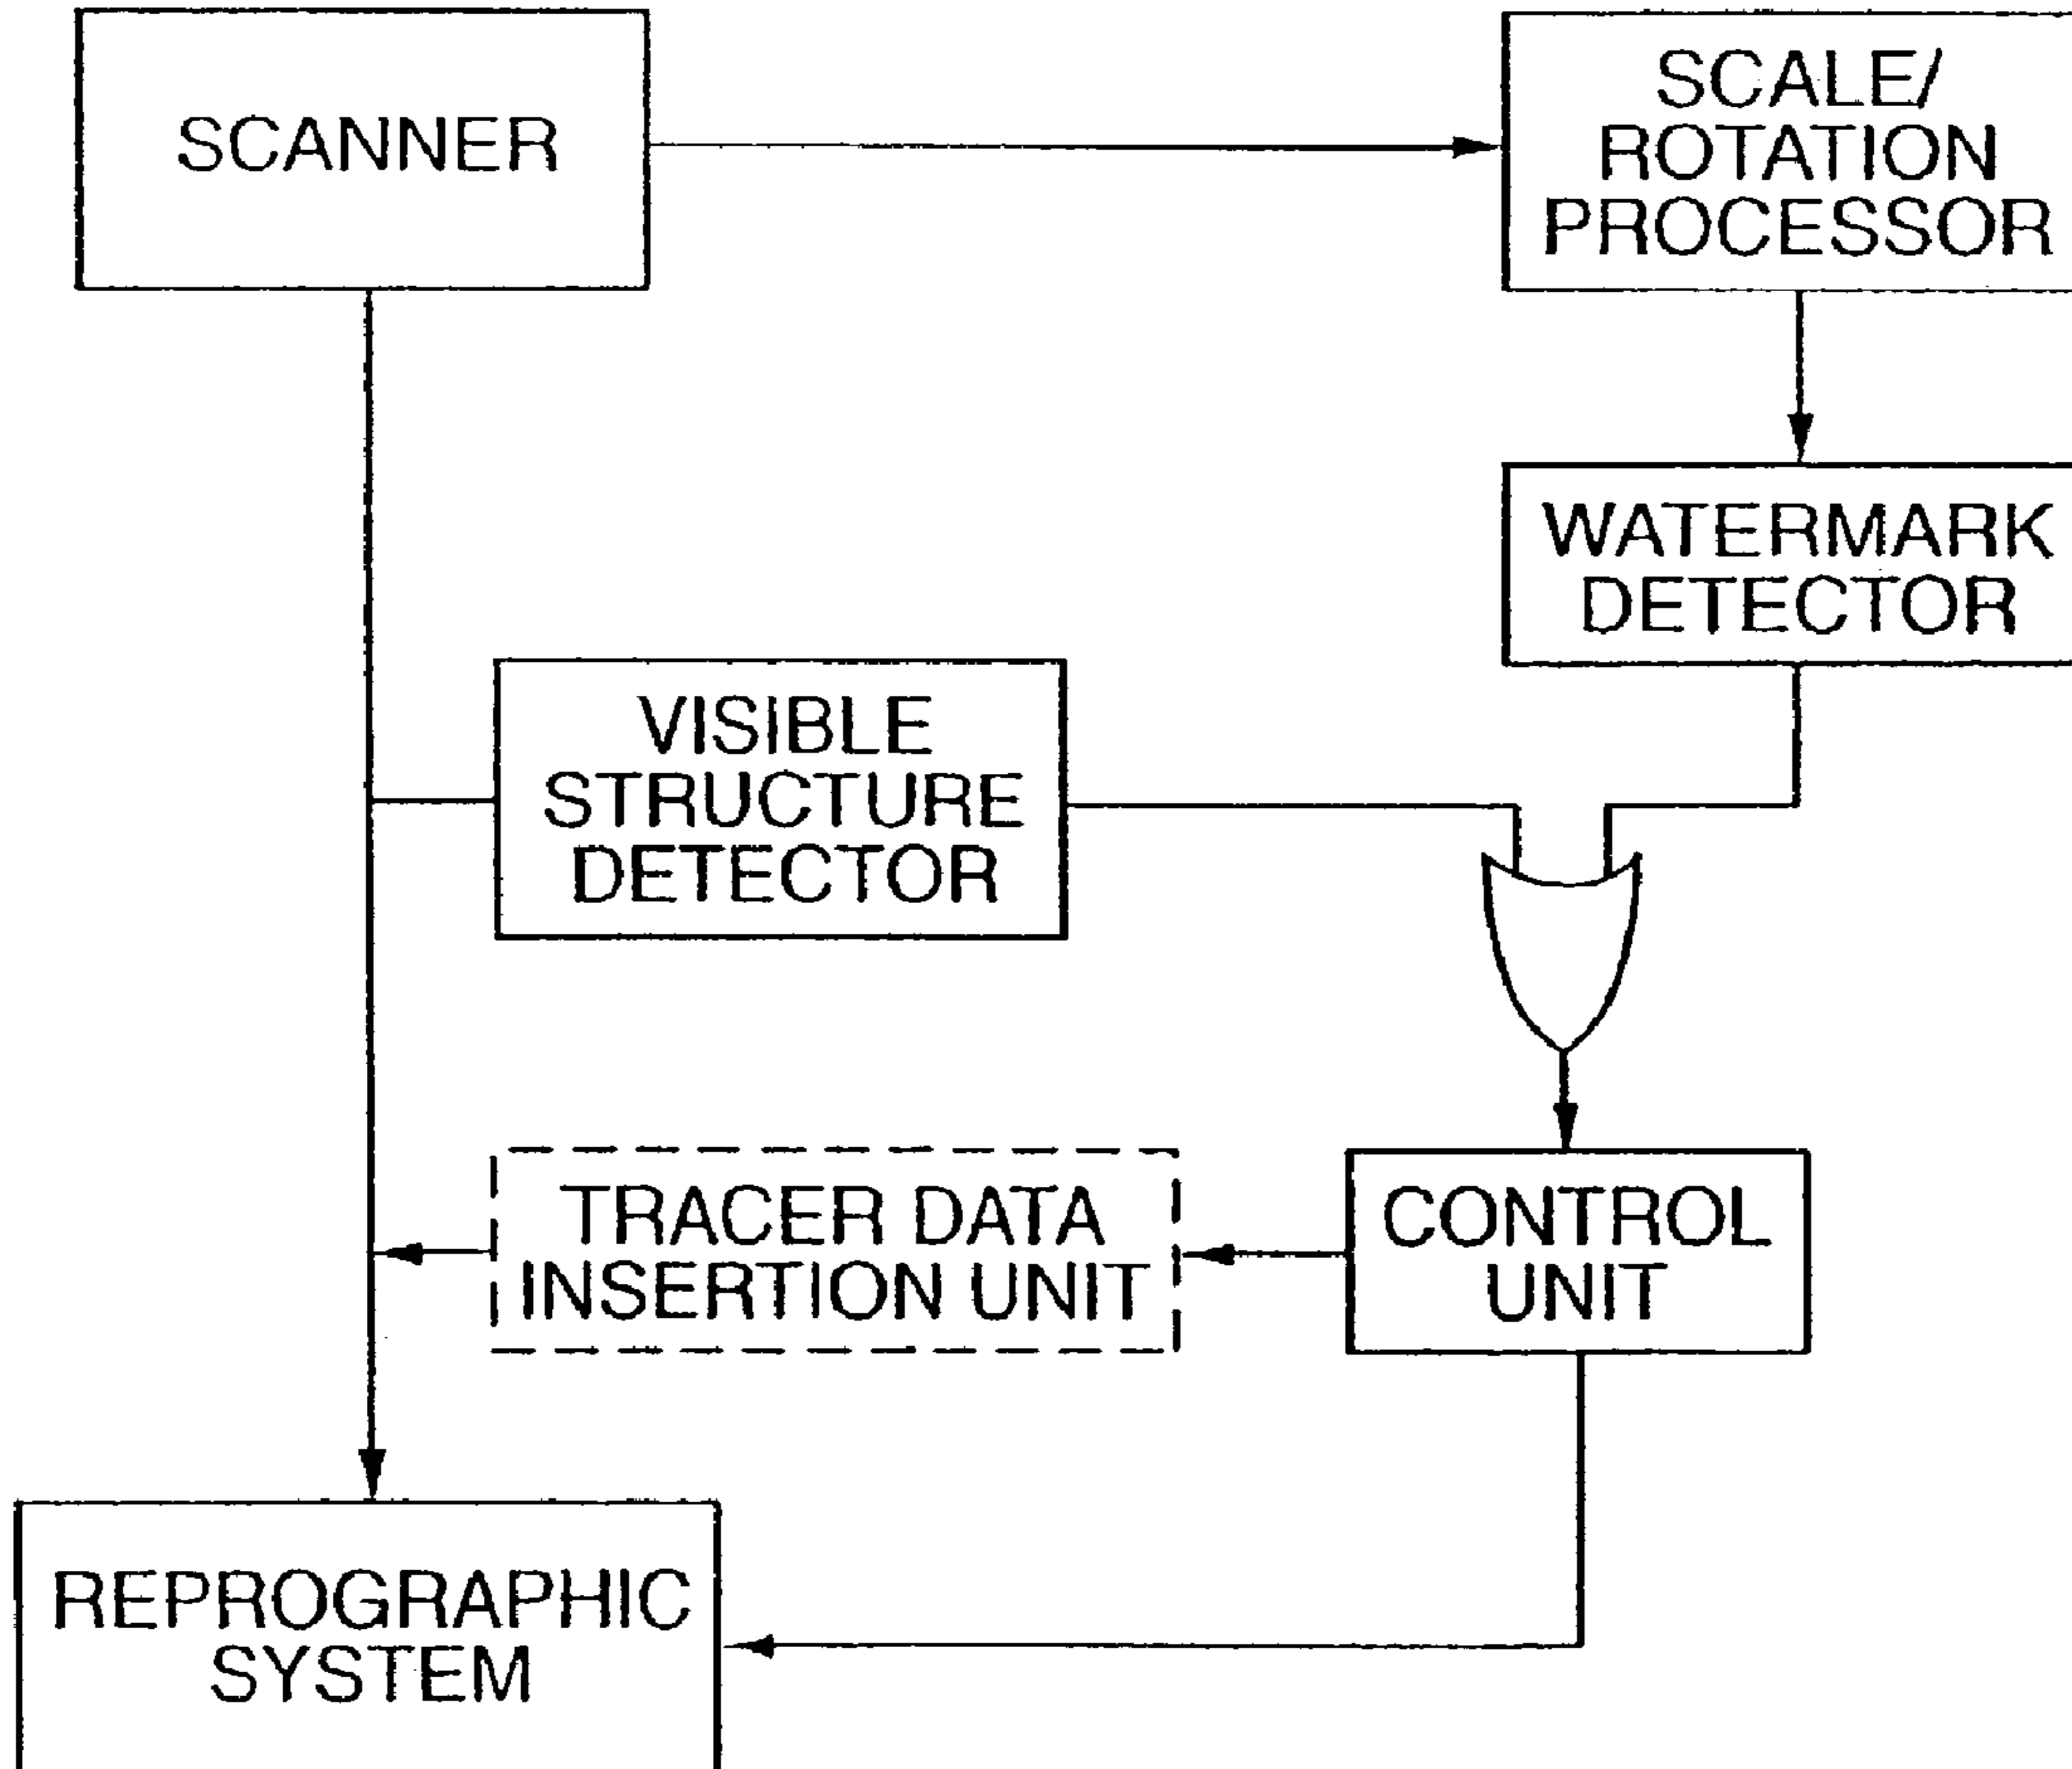 SCANNER
SCALE/
ROTATION
PROCESSOR
WATERMARK
DETECTOR
VISIBLE
STRUCTURE
DETECTOR
TRACER DATA
INSERTION UNIT
CONTROL
UNIT
REPROGRAPHIC
SYSTEM